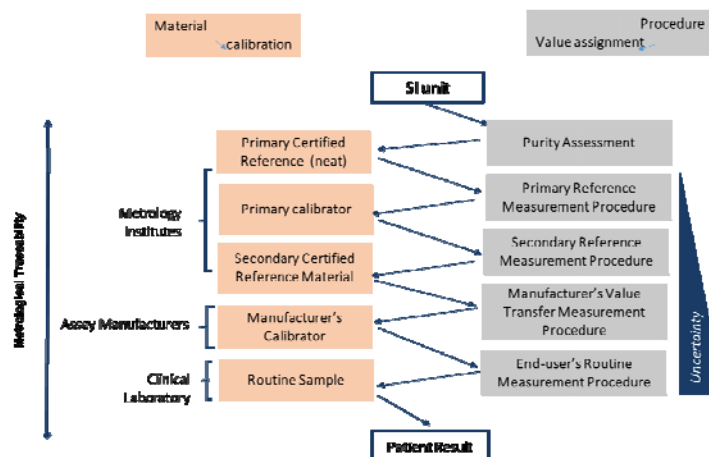 Material
calibration
Procedure
Value assignment
SI unit
Primary Certified
Reference (neat)
Purity Assessment
Primary Reference
Measurement Procedure
Metrology
Institutes
Primary calibrator
Secondary Reference
Measurement Procedure
Secondary Certified
Reference Material
Manufacturer's Value
Transfer Measurement
Procedure
Assay Manufacturers
Manufacturer's
Calibrator
End-user's Routine
Measurement Procedure
Clinical
Laboratory
Routine Sample
Patient Result
Metrological Traceability
Uncertainty